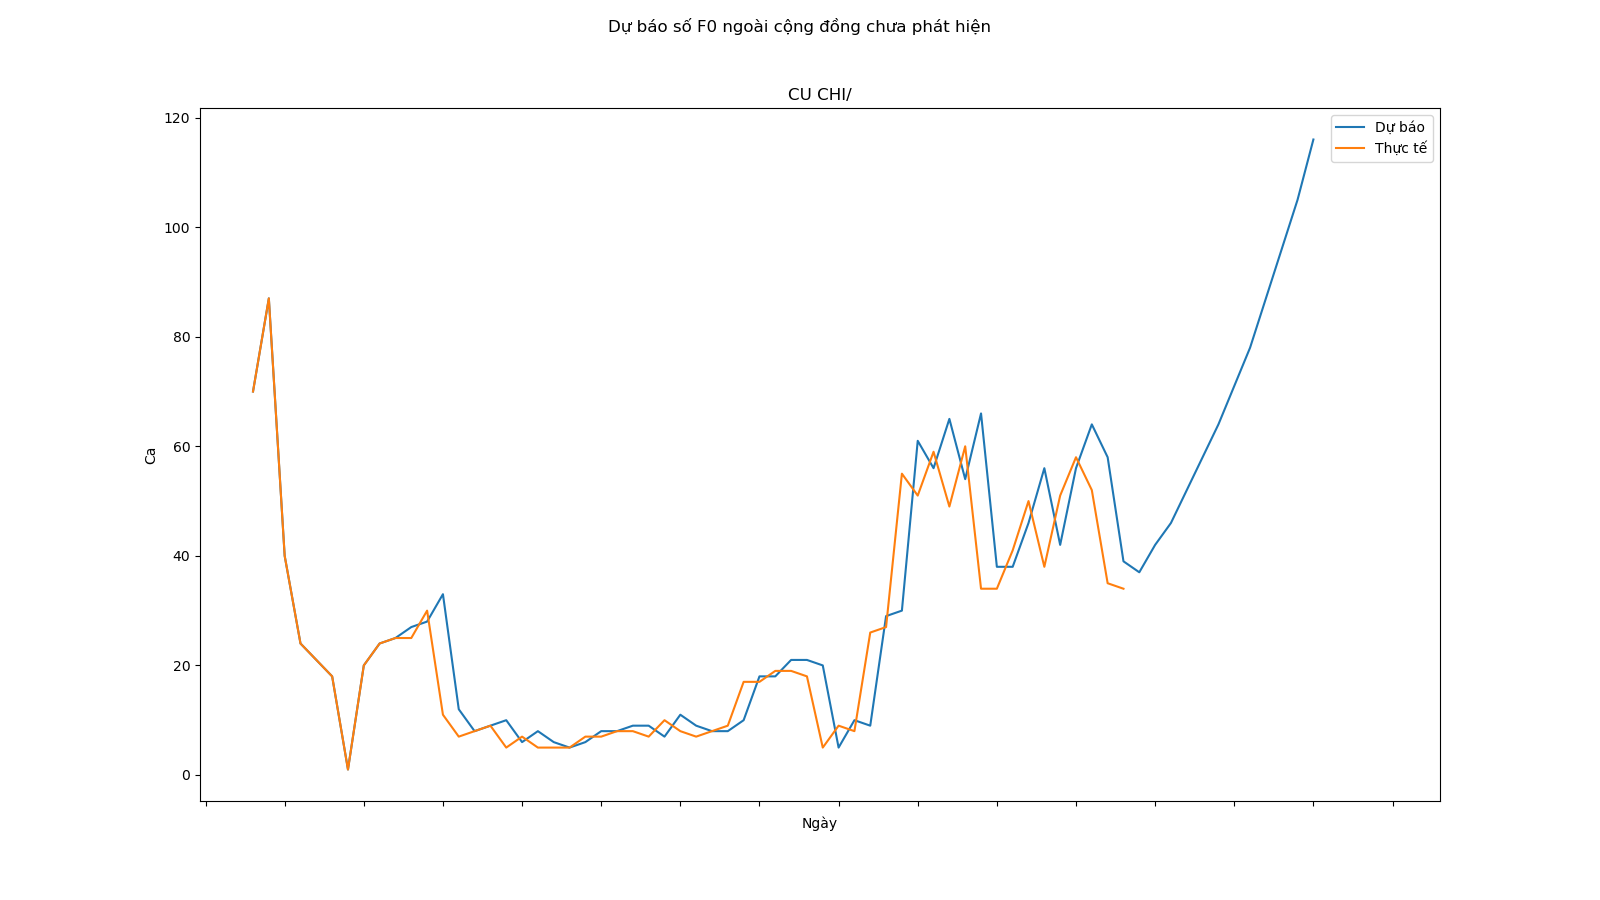 Dự báo số F0 ngoài cộng đồng chưa phát hiện
CU CHI/
120
100
80
60
40
20
0
Ca
Ngày
Dự báo
Thực tế